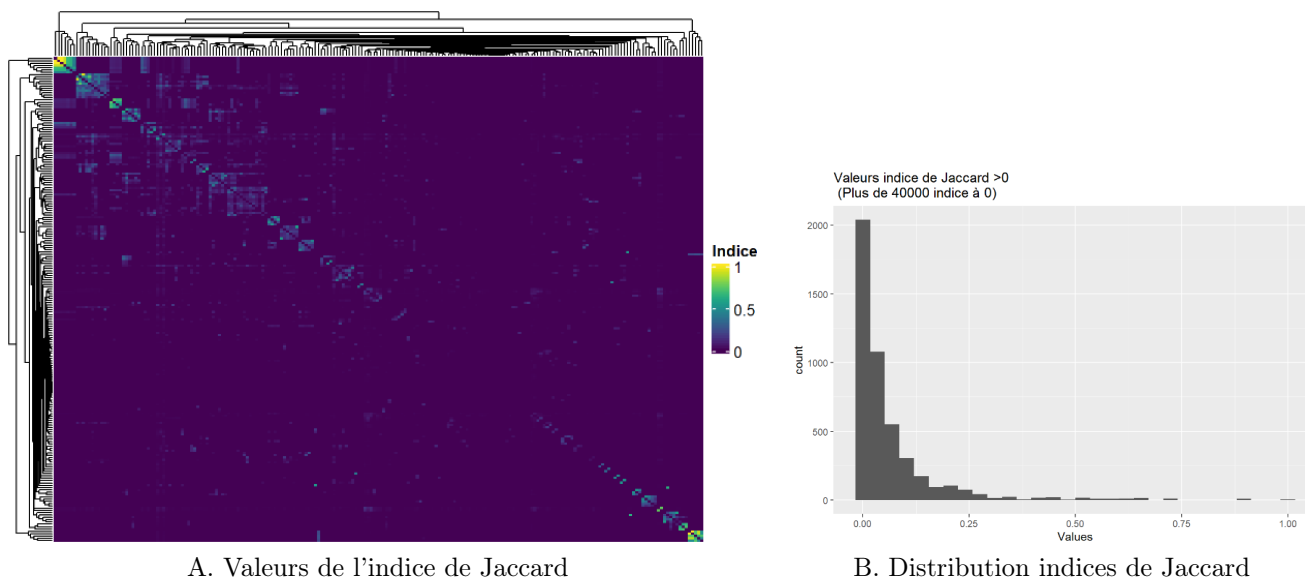 Indice
1
0.5
0
A. Valeurs de l'indice de Jaccard
Valeurs indice de Jaccard >0
(Plus de 40000 indice à 0)
count
2000
1500
1000
500
0
0.00 0.25 0.50 0.75 1.00
Values
B. Distribution indices de Jaccard